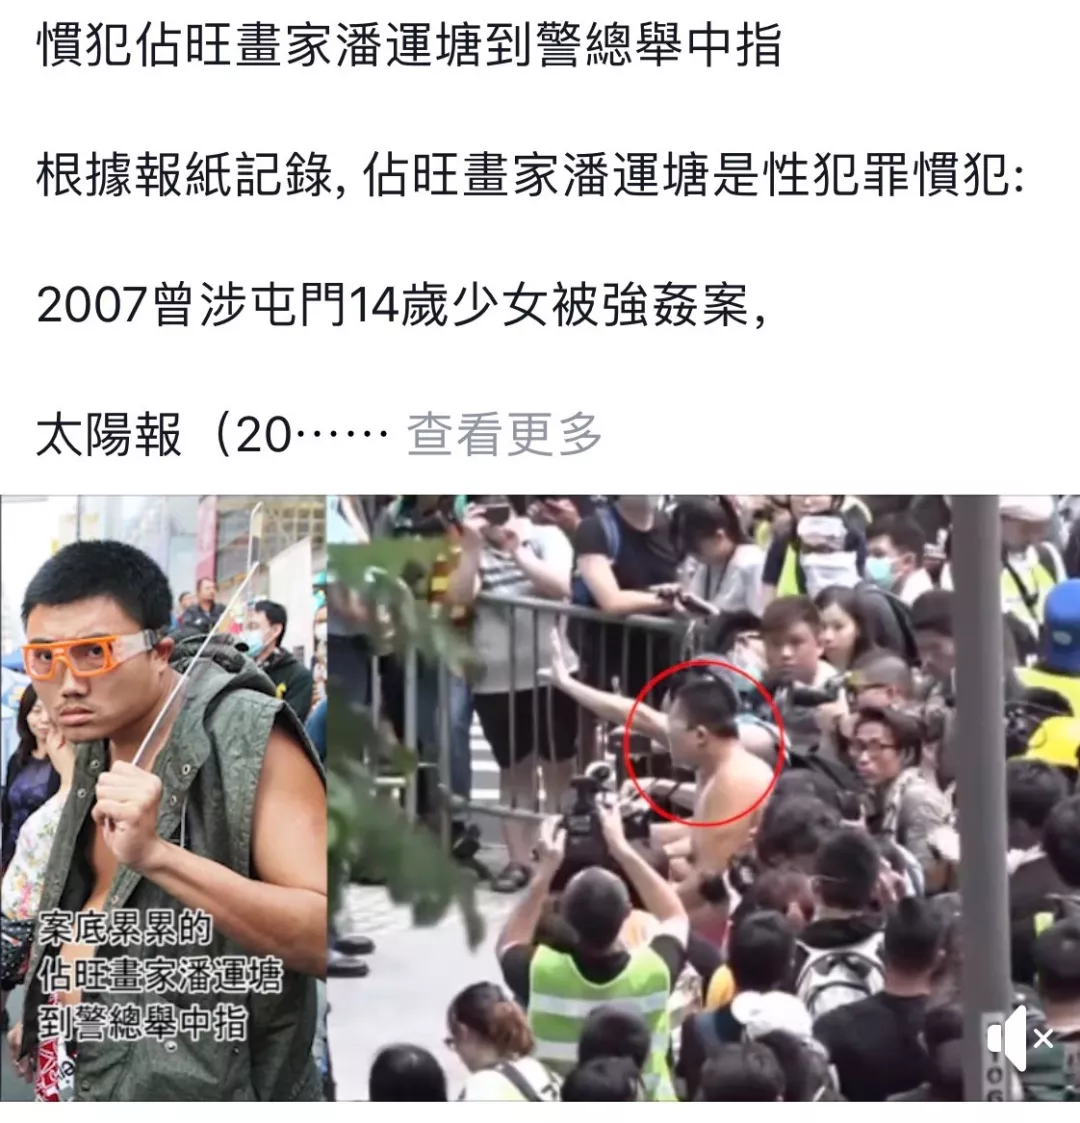 慣犯佔旺畫家潘運塘到警總舉中指
根據報紙記錄, 佔旺畫家潘運塘是性犯罪慣犯:
2007曾涉屯門14歲少女被強姦案,
太陽報（20…… 查看更多
案底累累的
佔旺畫家潘運塘
到警總舉中指